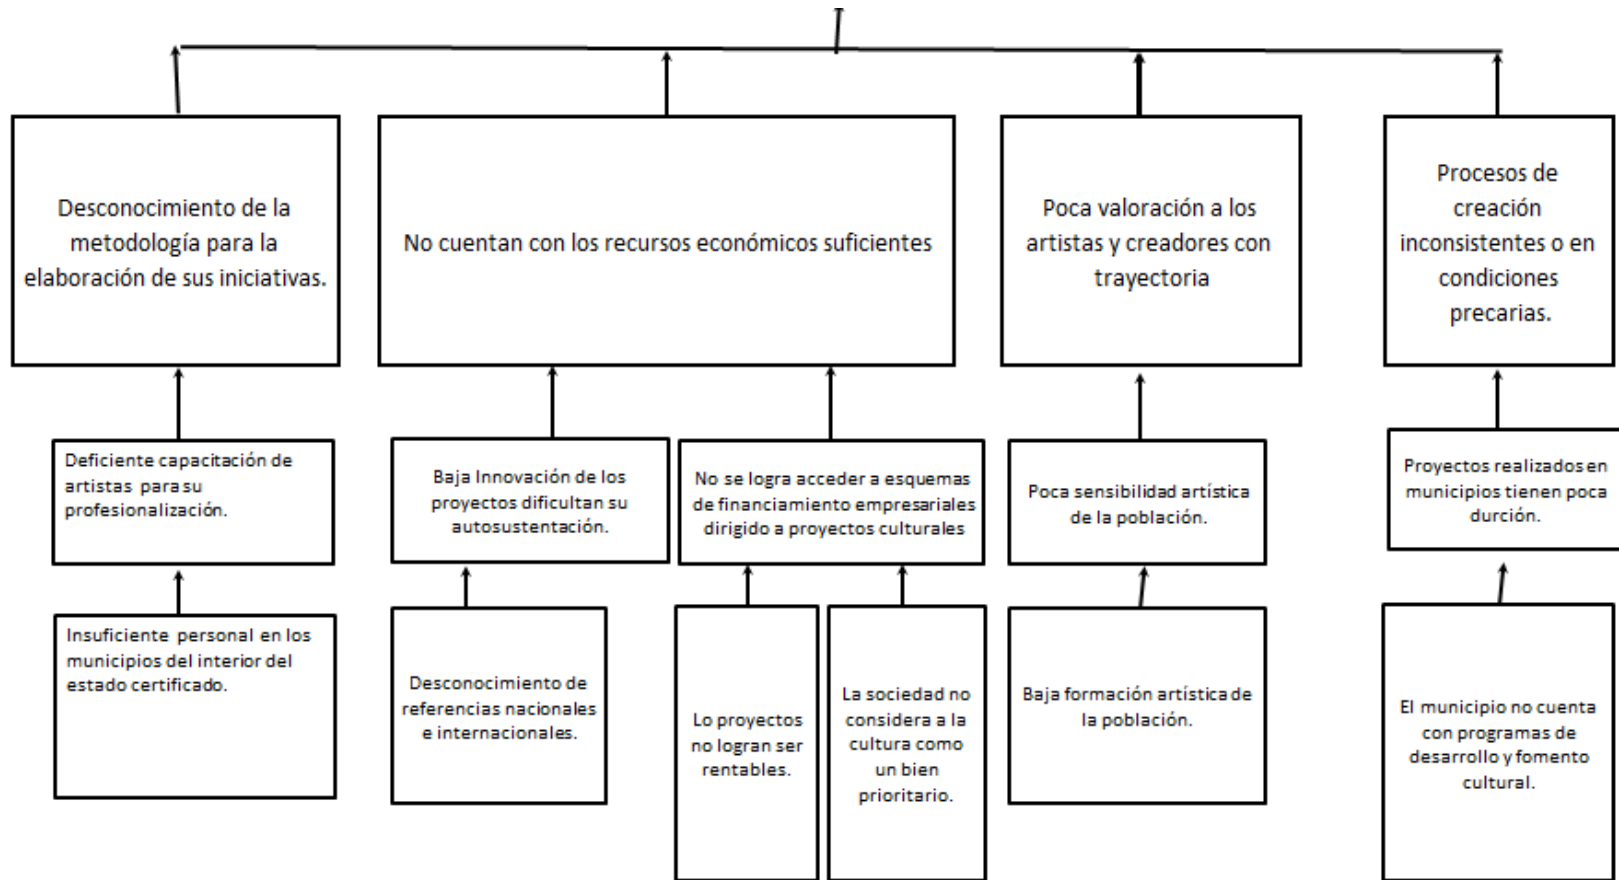 Desconocimiento de la
metodología para la
elaboración de sus iniciativas.
No cuentan con los recursos económicos suficientes
Poca valoración a los
artistas y creadores con
trayectoria
Procesos de
creación
inconsistentes o en
condiciones
precarias.
Deficiente capacitación de
artistas para su
profesionalización.
Baja Innovación de los
proyectos dificultan su
autosustentación.
No se logra acceder a esquemas
de financiamiento empresariales
dirigido a proyectos culturales
Poca sensibilidad artística
de la población.
Proyectos realizados en
municipios tienen poca
durción.
Insuficiente personal en los
municipios del interior del
estado certificado.
Desconocimiento de
referencias nacionales
e internacionales.
Lo proyectos
no logran ser
rentables.
La sociedad no
considera a la
cultura como
un bien
prioritario.
Baja formación artística de
la población.
El municipio no cuenta
con programas de
desarrollo y fomento
cultural.